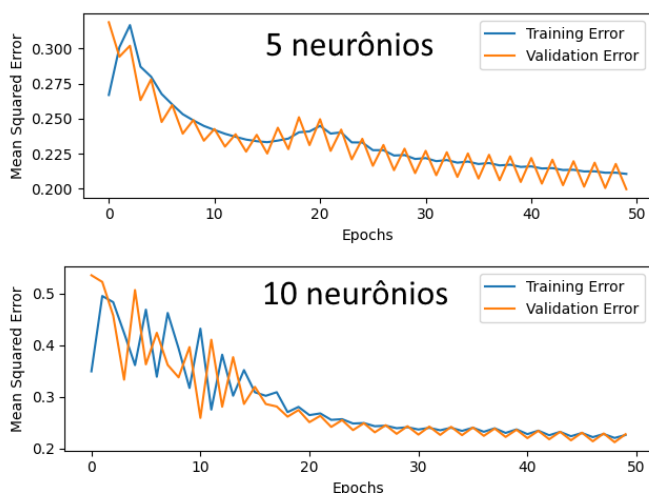 5 neurônios
Training Error
Validation Error
Mean Squared Error
0.300
0.275
0.250
0.225
0.200
0 10 20 30 40 50
Epochs
10 neurônios
Training Error
Validation Error
Mean Squared Error
0.5
0.4
0.3
0.2
0 10 20 30 40 50
Epochs